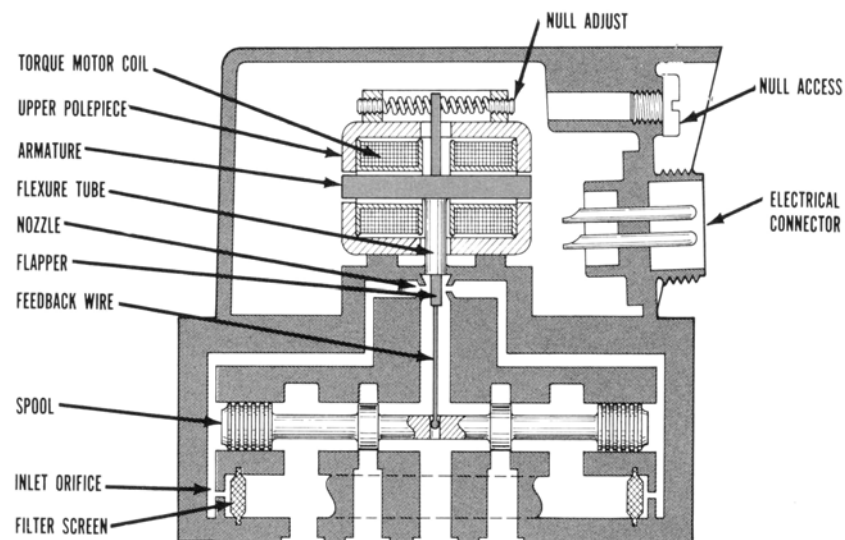 NULL ADJUST
TORQUE MOTOR COIL
NULL ACCESS
UPPER POLEPIECE
ARMATURE
FLEXURE TUBE
ELECTRICAL
CONNECTOR
NOZZLE
FLAPPER
FEEDBACK WIRE
SPOOL
INLET ORIFICE
FILTER SCREEN